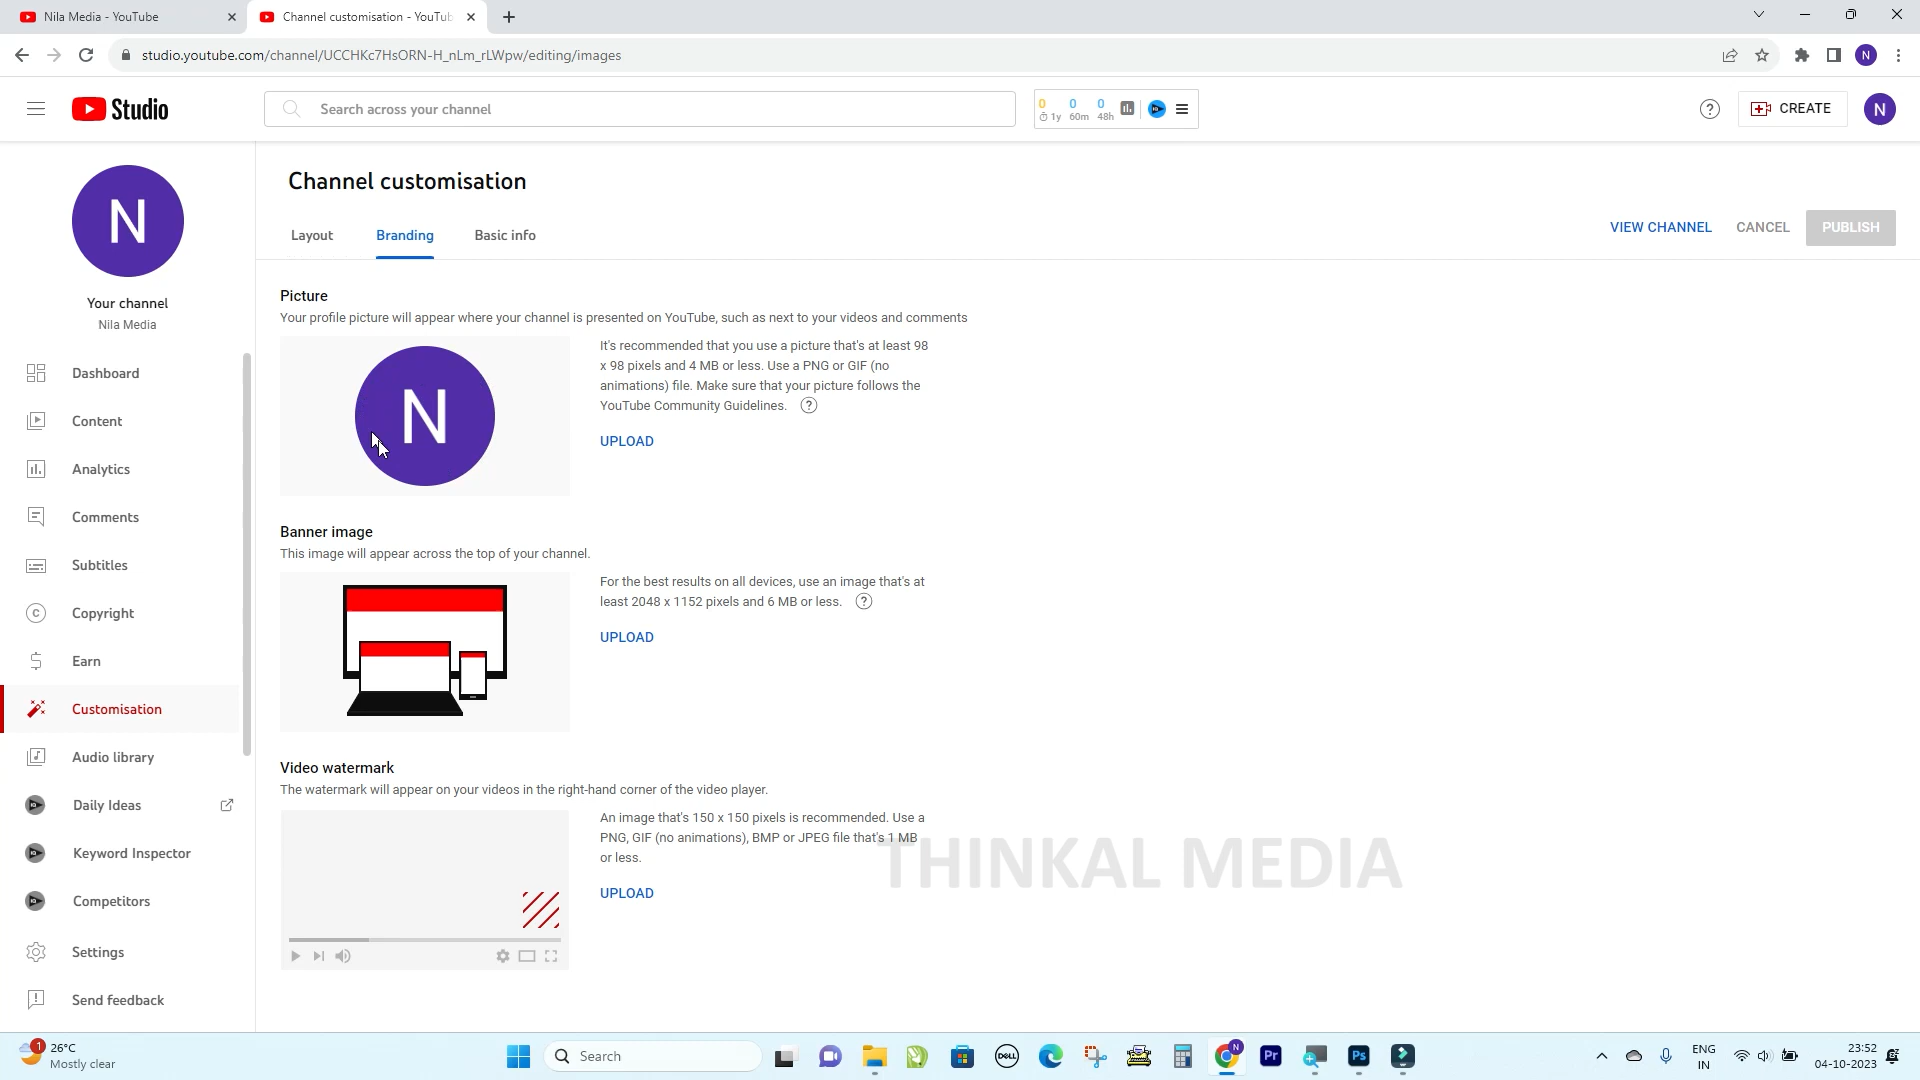 Nila Media - YouTube
Channel customisation - YouTub
studio.youtube.com/channel/UCCHKc7HsORN-H_nLm_rLWpw/editing/images
N
Studio
Search across your channel
0 0 0
1y 60m 48h
CREATE
N
N
Your channel
Nila Media
Dashboard
Content
Analytics
Comments
Subtitles
Copyright
Earn
Customisation
Audio library
Daily Ideas
Keyword Inspector
Competitors
Settings
Send feedback
Channel customisation
Layout
Branding
Basic info
VIEW CHANNEL
CANCEL
PUBLISH
Picture
Your profile picture will appear where your channel is presented on YouTube, such as next to your videos and comments
N
It's recommended that you use a picture that's at least 98
x 98 pixels and 4 MB or less. Use a PNG or GIF (no
animations) file. Make sure that your picture follows the
YouTube Community Guidelines.
UPLOAD
Banner image
This image will appear across the top of your channel.
For the best results on all devices, use an image that's at
least 2048 x 1152 pixels and 6 MB or less.
UPLOAD
Video watermark
The watermark will appear on your videos in the right-hand corner of the video player.
An image that's 150 x 150 pixels is recommended. Use a
PNG, GIF (no animations), BMP or JPEG file that's 1 MB
or less.
UPLOAD
THINKAL MEDIA
1
26°C
Mostly clear
Search
DELL
N
Pr
Ps
ENG
IN
23:52
04-10-2023